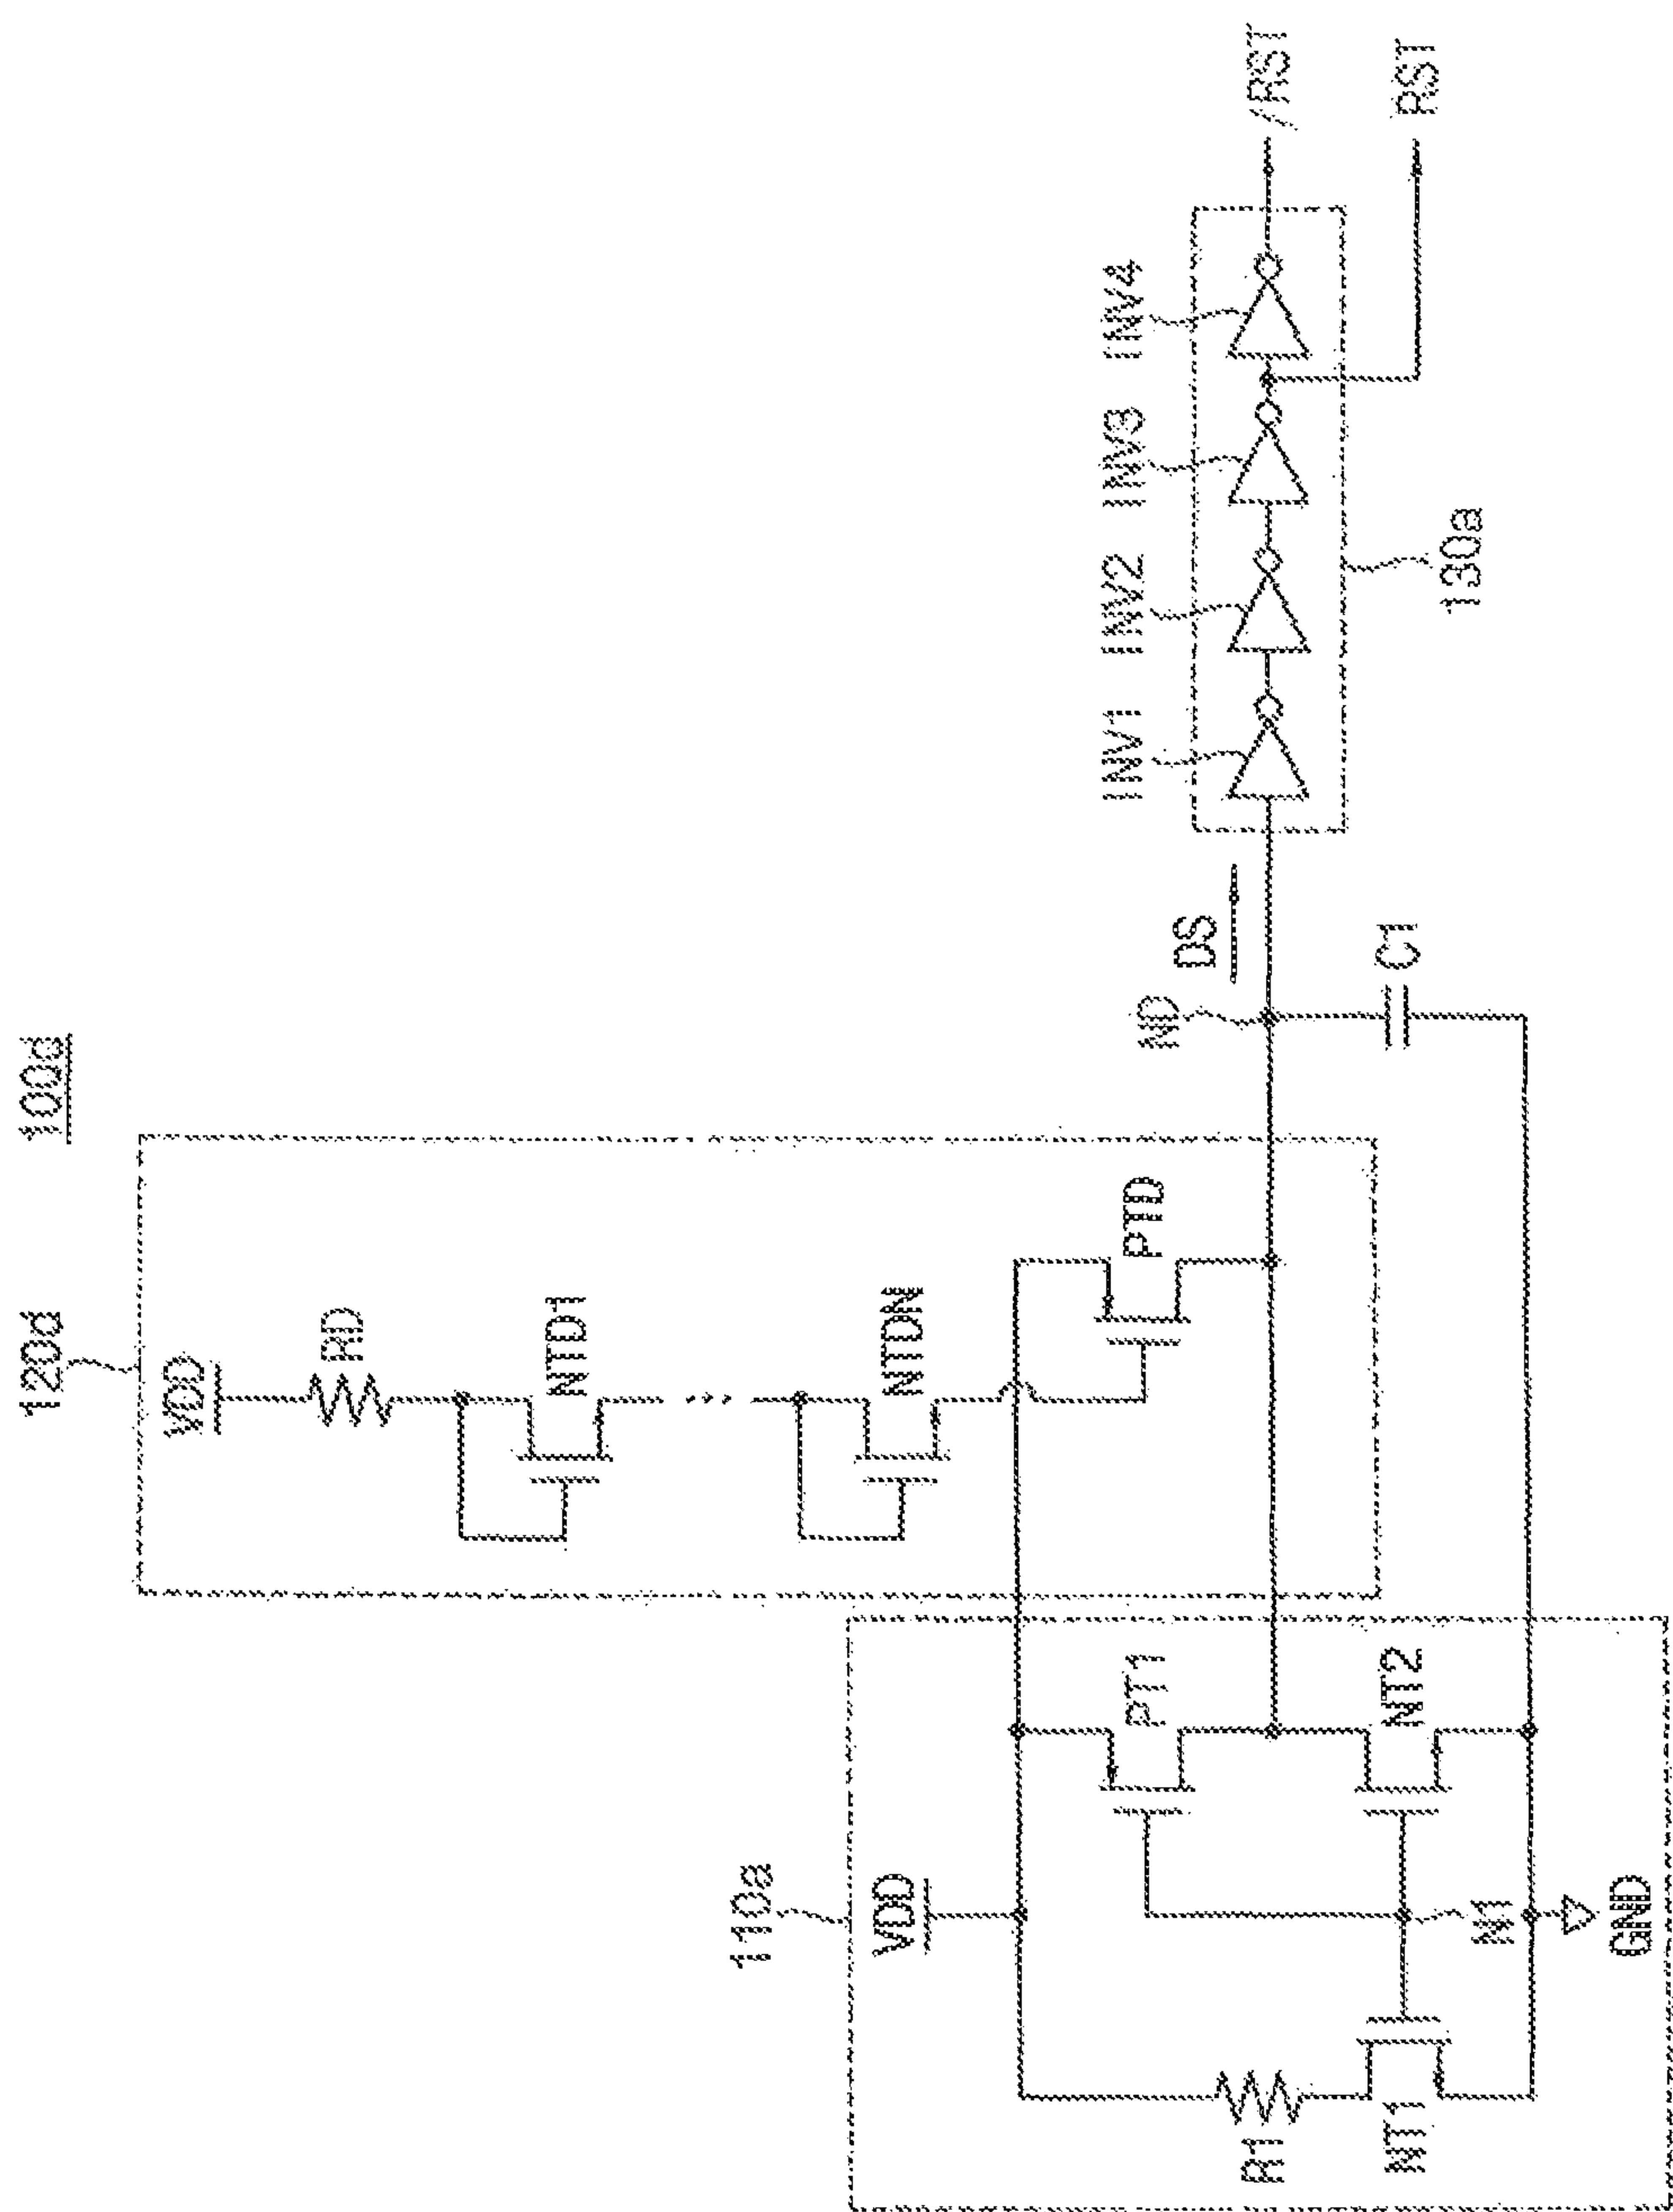 100d
120d
VDD
RD
NTD1
...
NTDN
PTD
110a
VDD
R1
NT1
PT1
NT2
N1
GND
ND
DS
C1
INV1
INV2
INV3
INV4
130a
/RST
RST